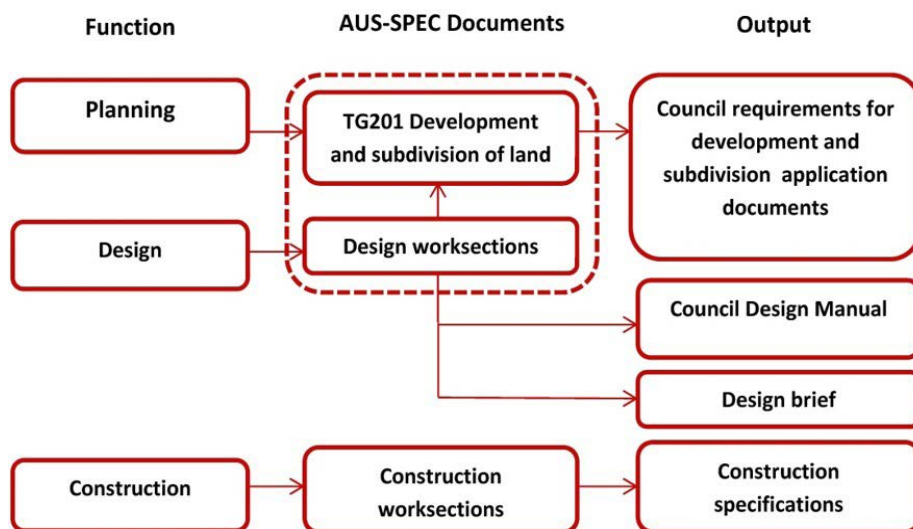 Function
AUS-SPEC Documents
Output
Planning
TG201 Development
and subdivision of land
Council requirements for
development and
subdivision application
documents
Design
Design worksections
Council Design Manual
Design brief
Construction
Construction
worksections
Construction
specifications